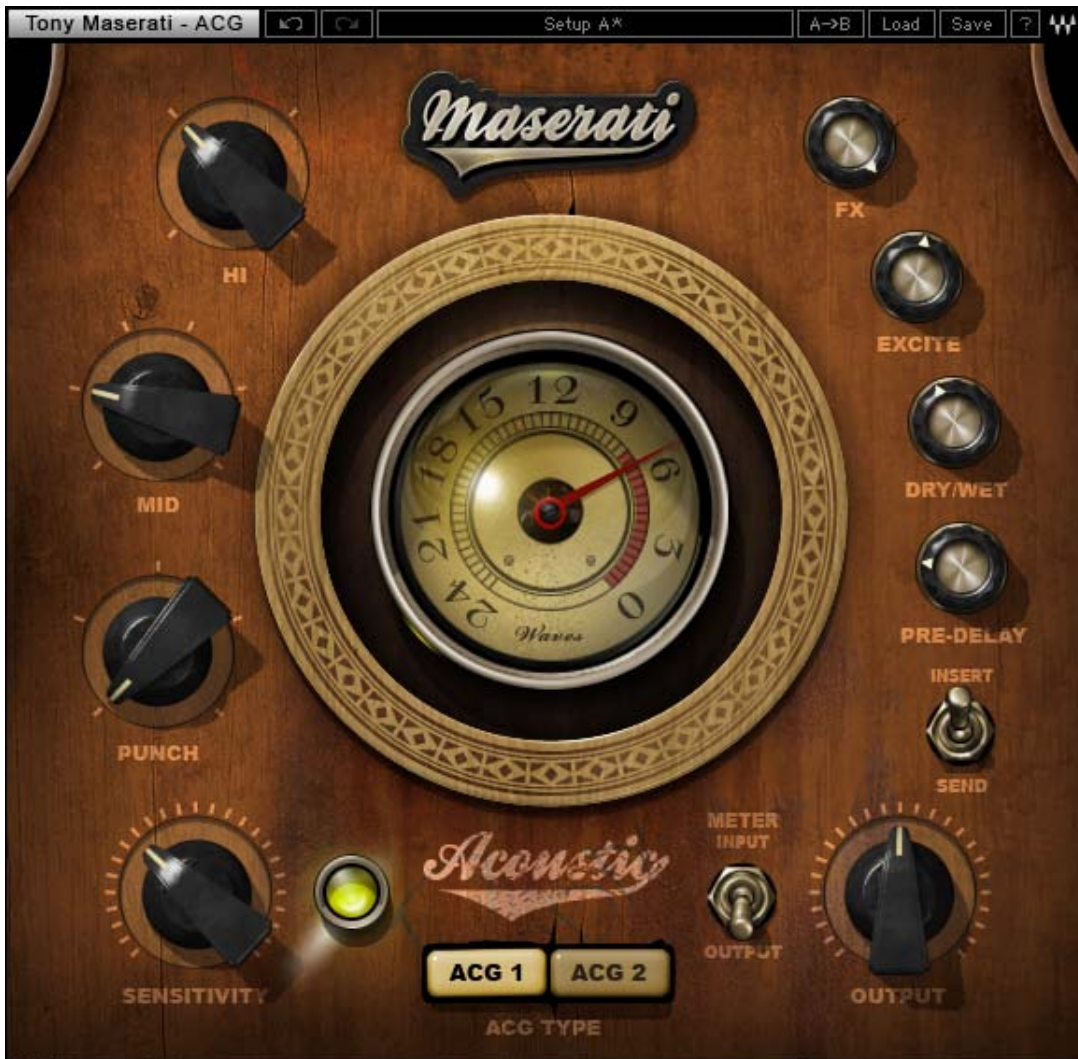 Tony Maserati - ACG
Setup A*
A→B
Load
Save
?
Maserati
HI
FX
EXCITE
MID
DRY/WET
PUNCH
PRE-DELAY
24
21
18
15
12
9
6
3
0
Waves
INSERT
SEND
SENSITIVITY
Acoustic
METER
INPUT
OUTPUT
OUTPUT
ACG 1
ACG 2
ACG TYPE